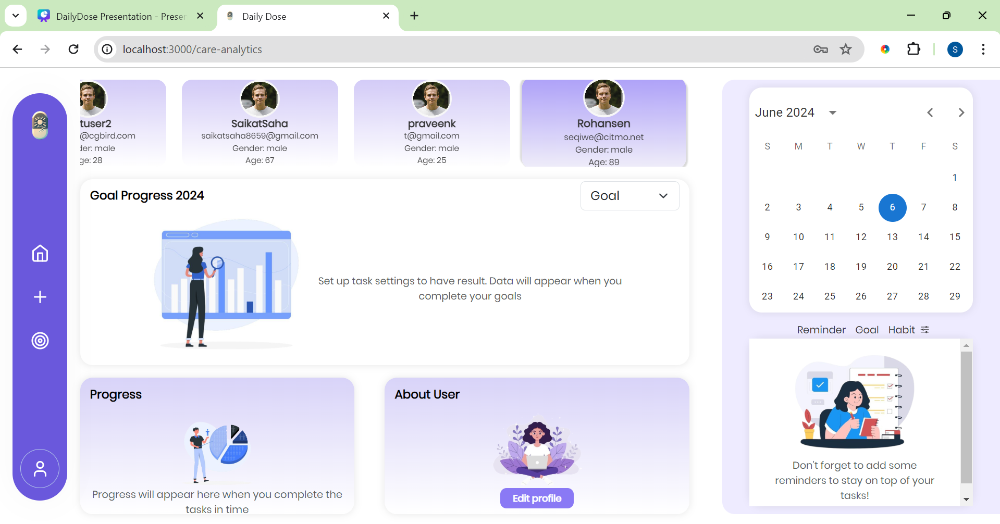 DailyDose Presentation - Preser
Daily Dose
localhost:3000/care-analytics
S
tuser2
@cgbird.com
der: male
ge: 28
SaikatSaha
saikatsaha8659@gmail.com
Gender: male
Age: 67
praveenk
t@gmail.com
Gender: male
Age: 25
Rohansen
seqiwe@citmo.net
Gender: male
Age: 89
Goal Progress 2024
Goal
Set up task settings to have result. Data will appear when you
complete your goals
Progress
Progress will appear here when you complete the
tasks in time
About User
Edit profile
June 2024
S M T W T F S
1
2 3 4 5 6 7 8
9 10 11 12 13 14 15
16 17 18 19 20 21 22
23 24 25 26 27 28 29
Reminder Goal Habit
Don't forget to add some
reminders to stay on top of your
tasks!